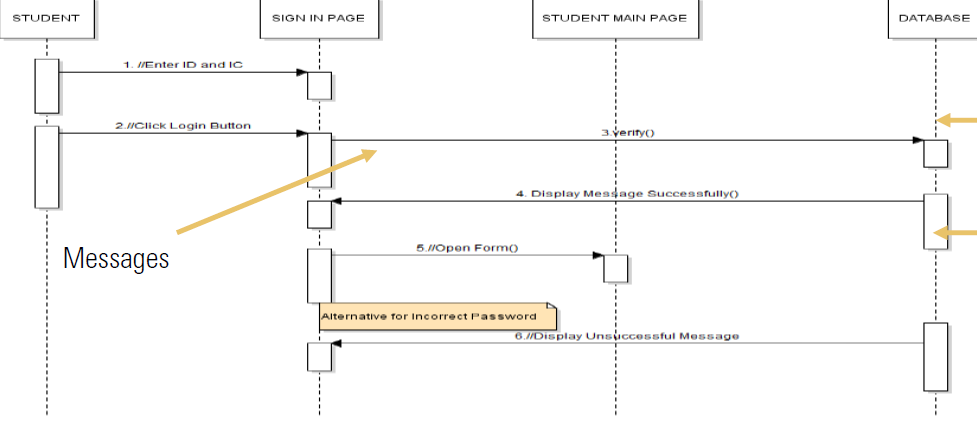 STUDENT
SIGN IN PAGE
STUDENT MAIN PAGE
DATABASE
1. //Enter ID and IC
2.//Click Login Button
3.verify()
4. Display Message Successfully()
Messages
5.//Open Form()
Alternative for Incorrect Password
6.//Display Unsuccessful Message